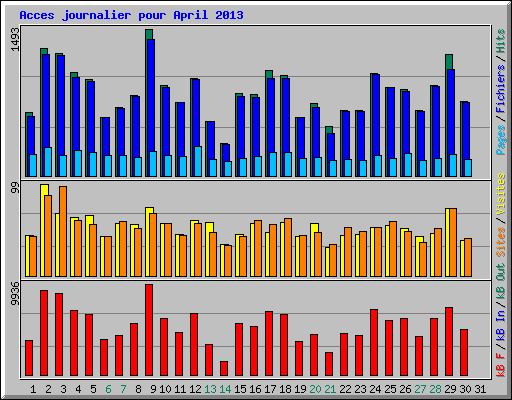 Acces journalier pour April 2013
1493
Pages / Fichiers / Hits
99
Sites / Visites
9936
kB F / kB In / kB Out
1 2 3 4 5 6 7 8 9 10 11 12 13 14 15 16 17 18 19 20 21 22 23 24 25 26 27 28 29 30 31